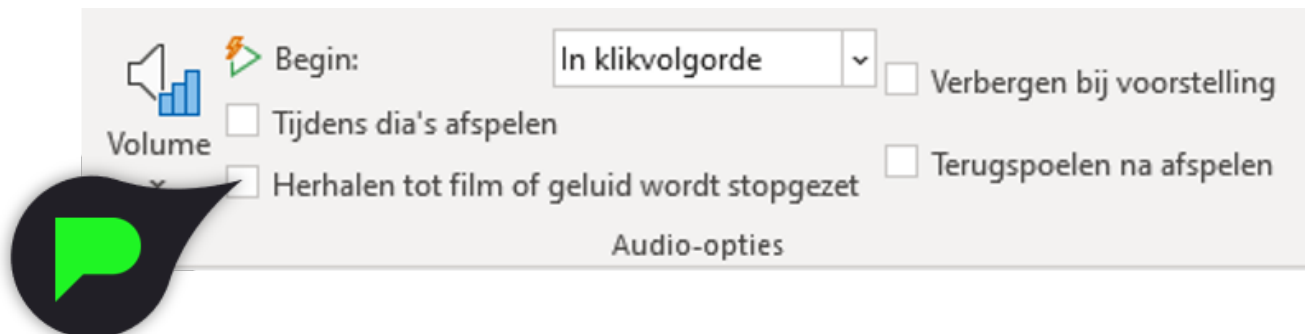 Begin:
In klikvolgorde
Verbergen bij voorstelling
Tijdens dia's afspelen
Volume
Terugspoelen na afspelen
Herhalen tot film of geluid wordt stopgezet
Audio-opties